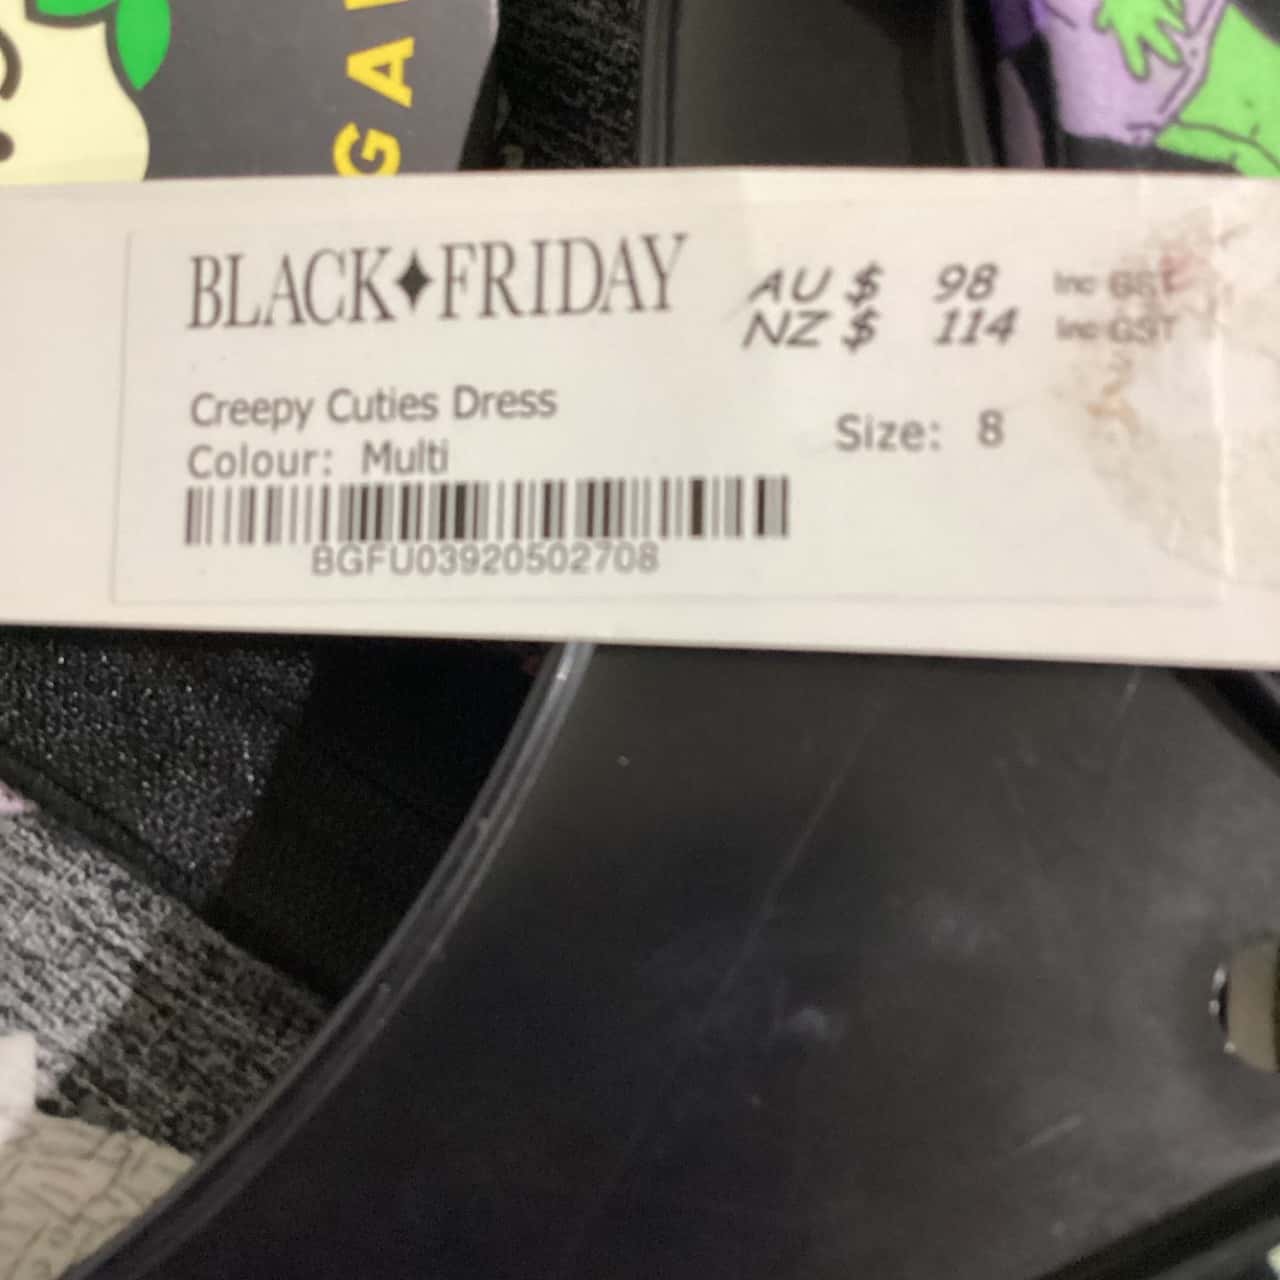 GA
BLACK♦FRIDAY
AU $ 98 Inc GST
NZ $ 114 Inc GST
Creepy Cuties Dress
Size: 8
Colour: Multi
BGFU03920502708